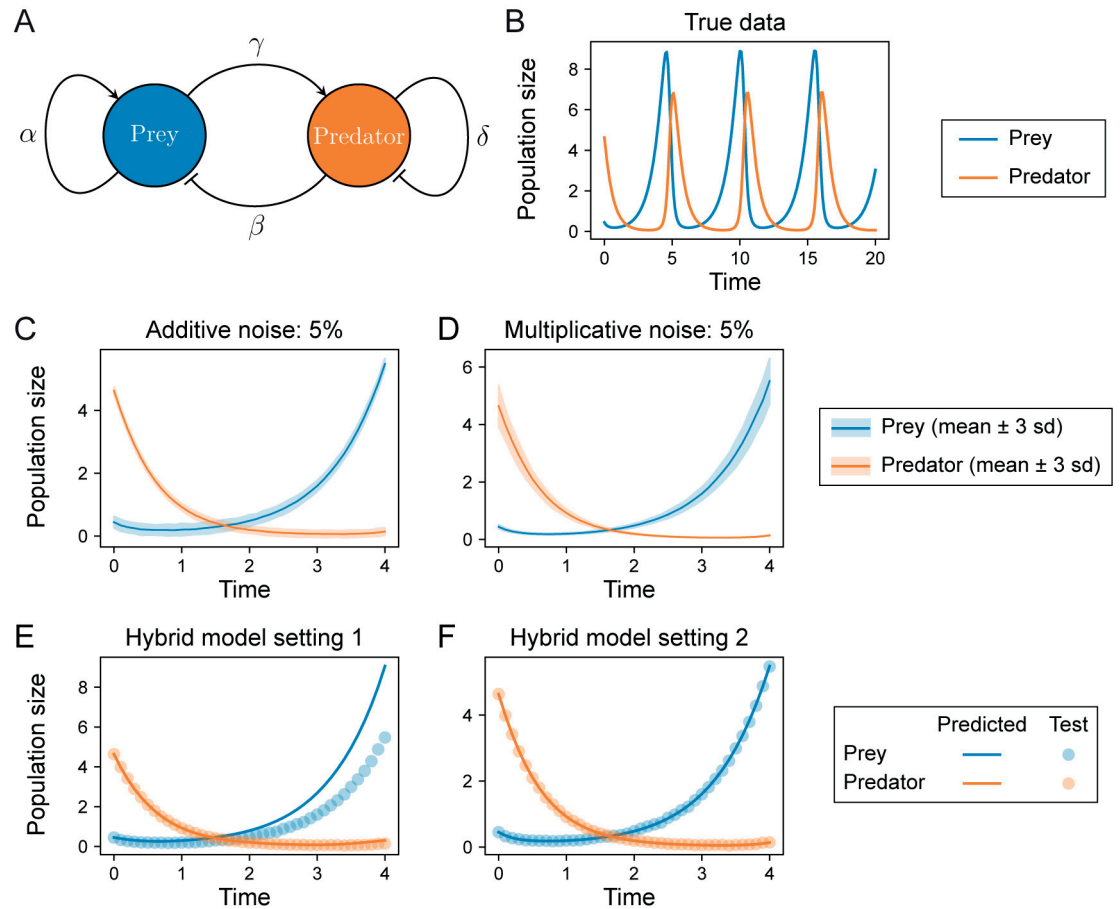 A
γ
α
Prey
Predator
δ
β
B
True data
Population size
8
6
4
2
0
0 5 10 15 20
Time
Prey
Predator
C
Additive noise: 5%
Population size
4
2
0
0 1 2 3 4
Time
D
Multiplicative noise: 5%
6
4
2
0
0 1 2 3 4
Time
Prey (mean ± 3 sd)
Predator (mean ± 3 sd)
E
Hybrid model setting 1
Population size
8
6
4
2
0
0 1 2 3 4
Time
F
Hybrid model setting 2
4
2
0
0 1 2 3 4
Time
Predicted Test
Prey
Predator